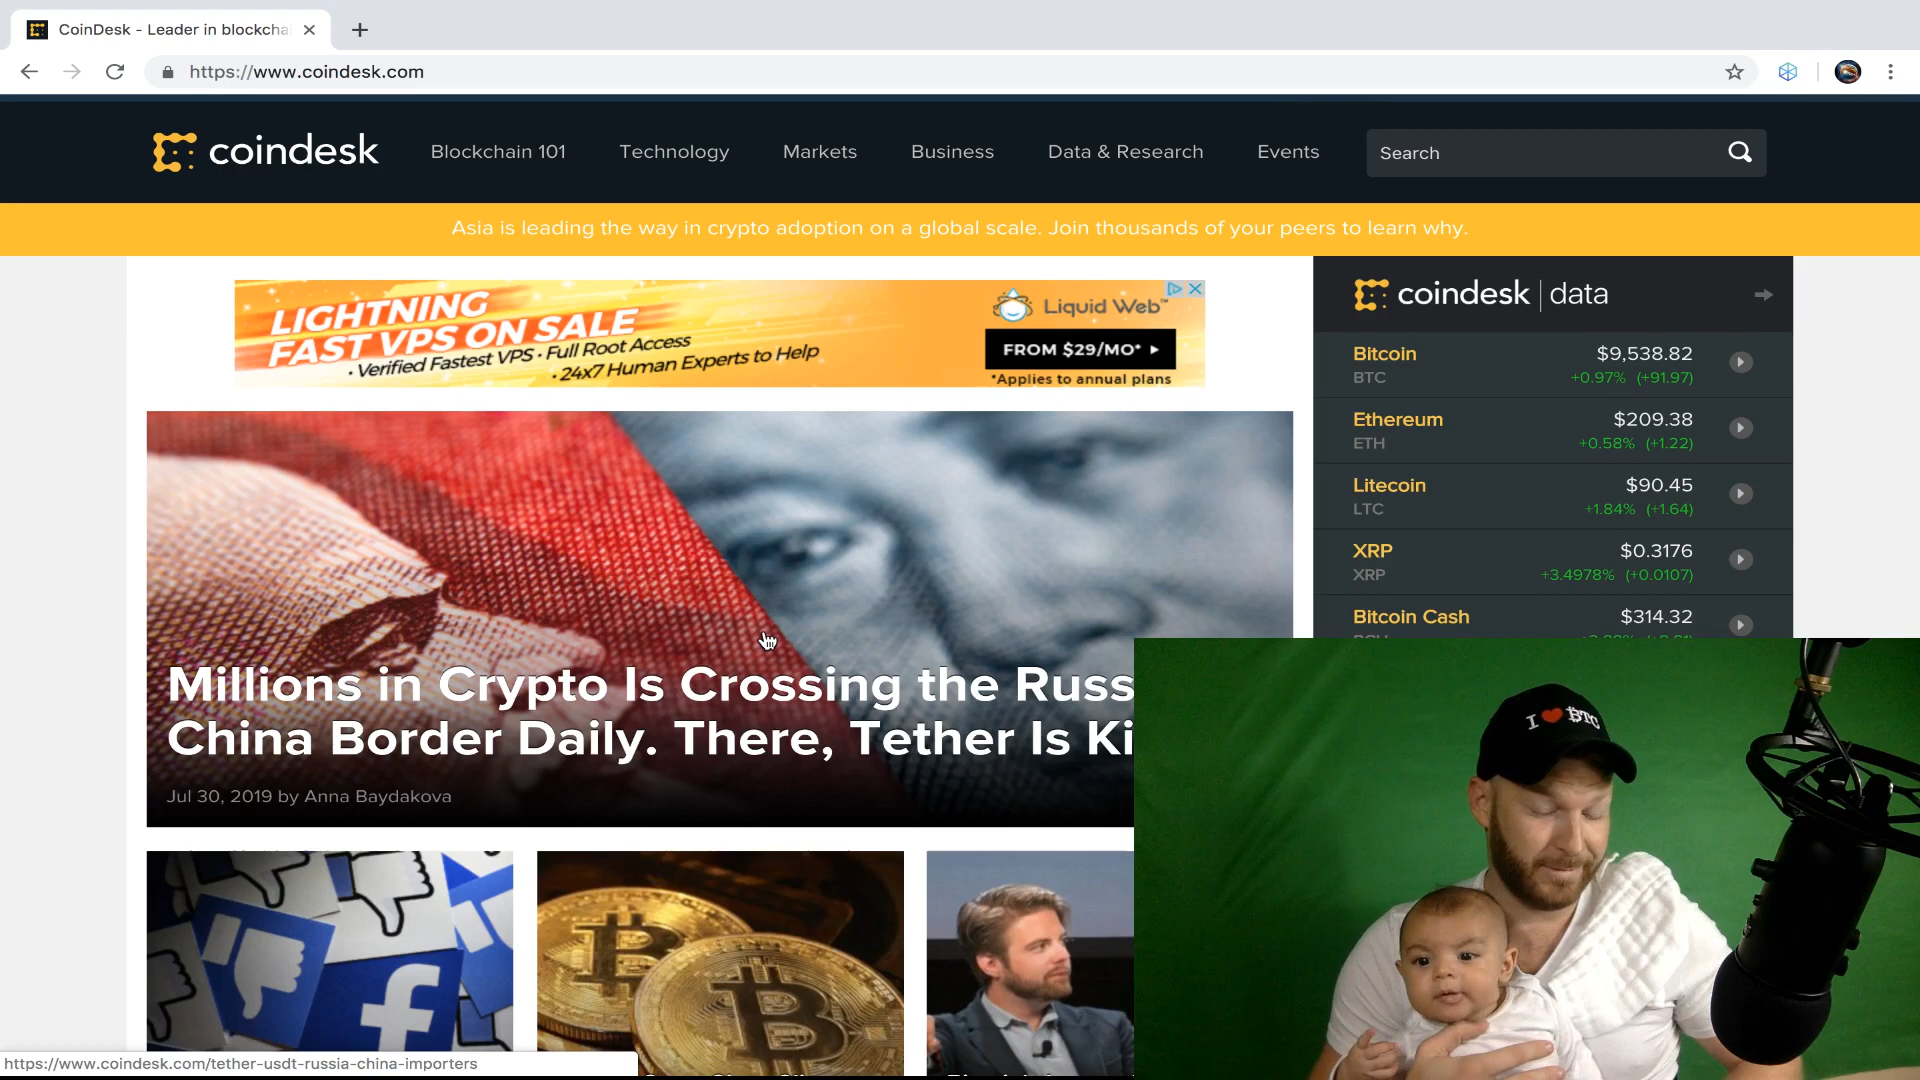 CoinDesk - Leader in blockcha
https://www.coindesk.com
coindesk
Blockchain 101
Technology
Markets
Business
Data & Research
Events
Search
Asia is leading the way in crypto adoption on a global scale. Join thousands of your peers to learn why.
LIGHTNING
FAST VPS ON SALE
· Verified Fastest VPS · Full Root Access
· 24x7 Human Experts to Help
Liquid Web™
FROM $29/MO*
*Applies to annual plans
coindesk | data
Bitcoin $9,538.82
BTC +0.97% (+91.97)
Ethereum $209.38
ETH +0.58% (+1.22)
Litecoin $90.45
LTC +1.84% (+1.64)
XRP $0.3176
XRP +3.4978% (+0.0107)
Bitcoin Cash $314.32
Millions in Crypto Is Crossing the Russ
China Border Daily. There, Tether Is Ki
Jul 30, 2019 by Anna Baydakova
I ❤ BTC
https://www.coindesk.com/tether-usdt-russia-china-importers